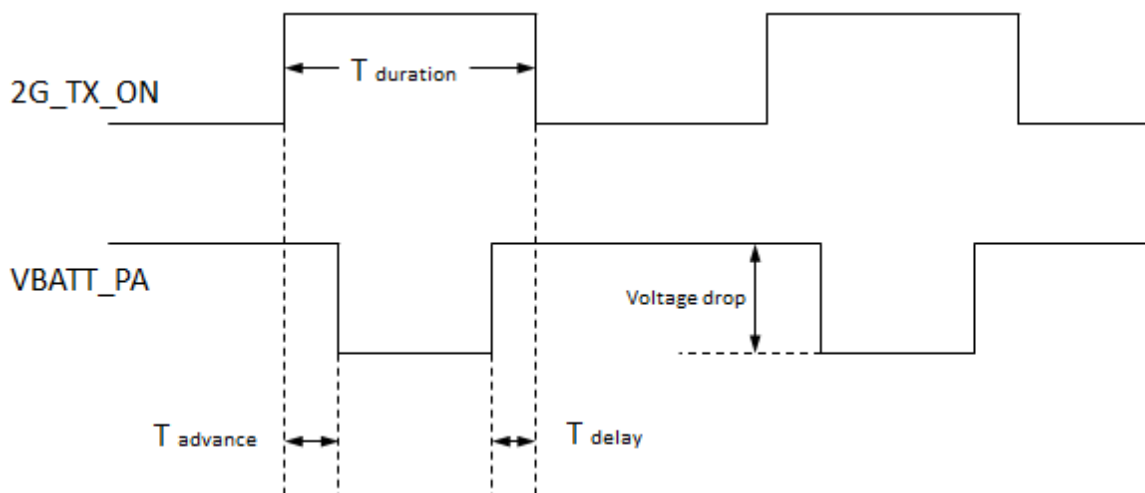 T duration
2G_TX_ON
VBATT_PA
Voltage drop
T advance
T delay